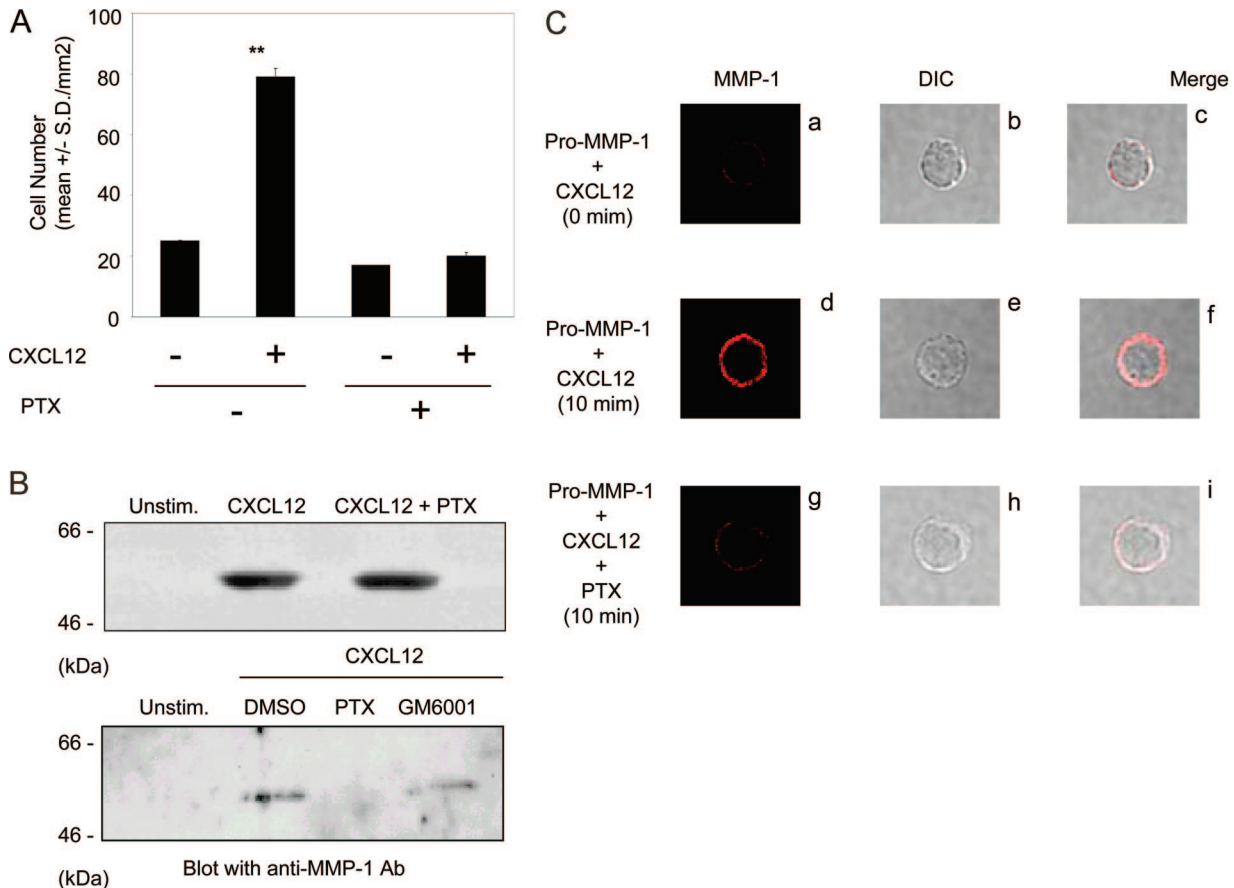 A
Cell Number
(mean +/- S.D./mm2)
100
80
60
40
20
0
**
CXCL12
- + - +
PTX
- +
B
Unstim. CXCL12 CXCL12 + PTX
66 -
46 -
(kDa)
CXCL12
Unstim. DMSO PTX GM6001
66 -
46 -
(kDa)
Blot with anti-MMP-1 Ab
C
MMP-1 DIC Merge
Pro-MMP-1
+
CXCL12
(0 mim)
a b c
Pro-MMP-1
+
CXCL12
(10 mim)
d e f
Pro-MMP-1
+
CXCL12
+
PTX
(10 min)
g h i